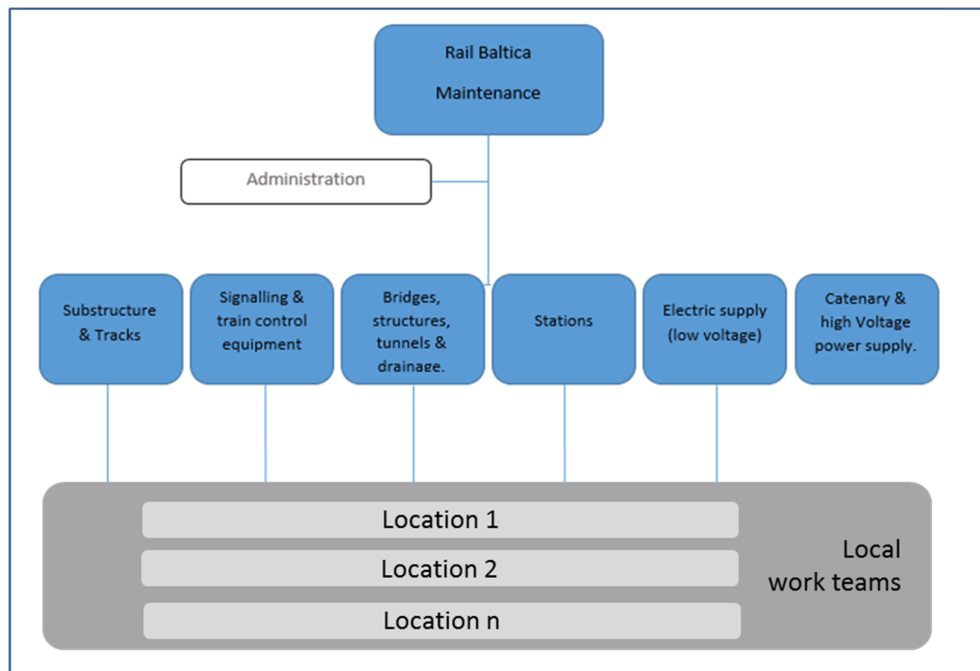 Rail Baltica
Maintenance
Administration
Substructure
& Tracks
Signalling &
train control
equipment
Bridges,
structures,
tunnels &
drainage.
Stations
Electric supply
(low voltage)
Catenary &
high Voltage
power supply.
Location 1
Location 2
Location n
Local
work teams